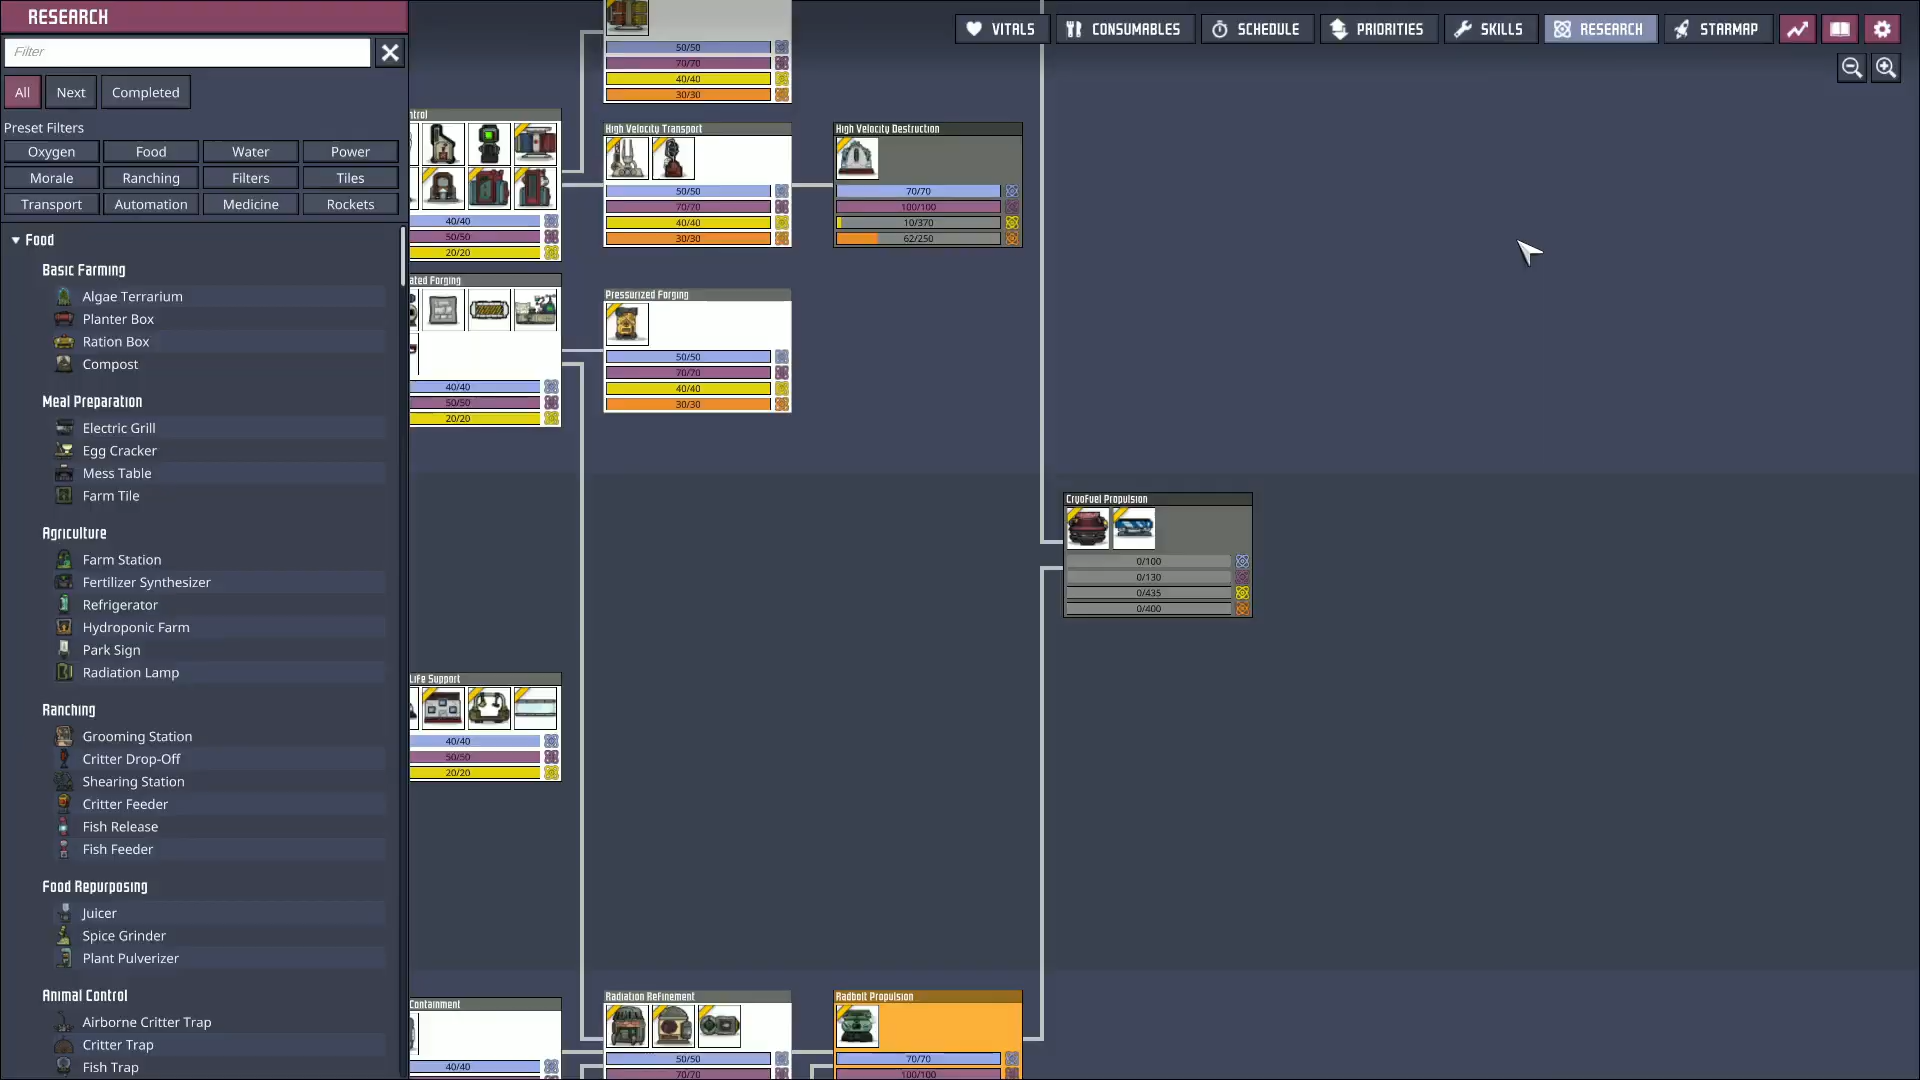 RESEARCH
VITALS
CONSUMABLES
SCHEDULE
PRIORITIES
SKILLS
RESEARCH
STARMAP
Filter
All
Next
Completed
Preset Filters
Oxygen
Food
Water
Power
Morale
Ranching
Filters
Tiles
Transport
Automation
Medicine
Rockets
Food
Basic Farming
Algae Terrarium
Planter Box
Ration Box
Compost
Meal Preparation
Electric Grill
Egg Cracker
Mess Table
Farm Tile
Agriculture
Farm Station
Fertilizer Synthesizer
Refrigerator
Hydroponic Farm
Park Sign
Radiation Lamp
Ranching
Grooming Station
Critter Drop-Off
Shearing Station
Critter Feeder
Fish Release
Fish Feeder
Food Repurposing
Juicer
Spice Grinder
Plant Pulverizer
Animal Control
Airborne Critter Trap
Critter Trap
Fish Trap
50/50
70/70
40/40
30/30
ntrol
40/40
50/50
20/20
High Velocity Transport
50/50
70/70
40/40
30/30
High Velocity Destruction
70/70
100/100
10/370
62/250
ated Forging
40/40
50/50
20/20
Pressurized Forging
50/50
70/70
40/40
30/30
CryoFuel Propulsion
0/100
0/130
0/435
0/400
Life Support
40/40
50/50
20/20
Containment
40/40
Radiation Refinement
50/50
70/70
Radbolt Propulsion
70/70
100/100